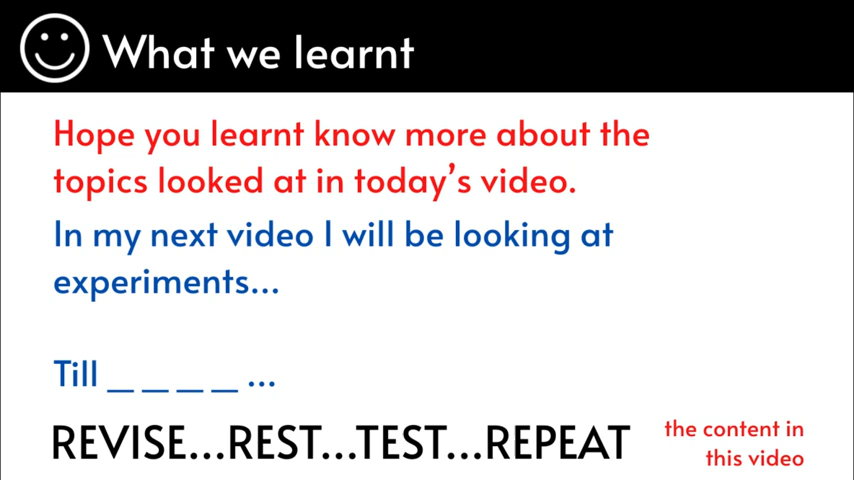 What we learnt
Hope you learnt know more about the
topics looked at in today's video.
In my next video I will be looking at
experiments...
Till _ _ _ _ ...
REVISE...REST...TEST...REPEAT
the content in
this video